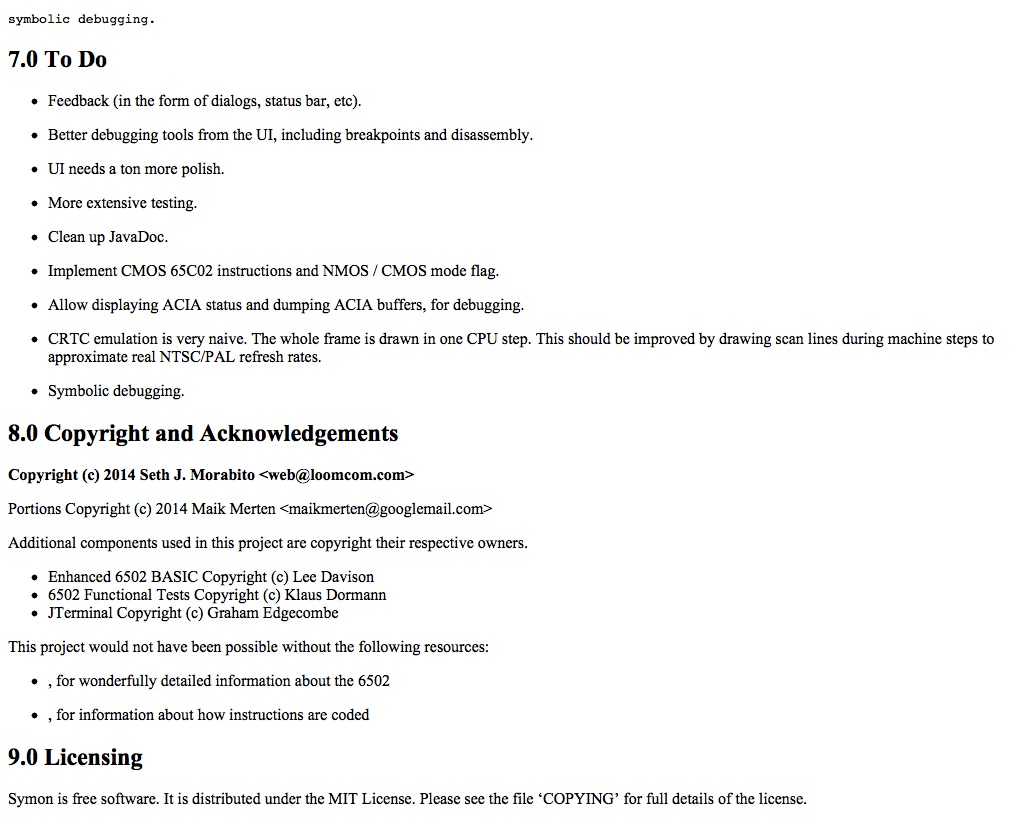 symbolic debugging.
7.0 To Do
• Feedback (in the form of dialogs, status bar, etc).
• Better debugging tools from the UI, including breakpoints and disassembly.
• UI needs a ton more polish.
• More extensive testing.
• Clean up JavaDoc.
• Implement CMOS 65C02 instructions and NMOS / CMOS mode flag.
• Allow displaying ACIA status and dumping ACIA buffers, for debugging.
• CRTC emulation is very naive. The whole frame is drawn in one CPU step. This should be improved by drawing scan lines during machine steps to
approximate real NTSC/PAL refresh rates.
• Symbolic debugging.
8.0 Copyright and Acknowledgements
Copyright (c) 2014 Seth J. Morabito <web@loomcom.com>
Portions Copyright (c) 2014 Maik Merten <maikmerten@googlemail.com>
Additional components used in this project are copyright their respective owners.
• Enhanced 6502 BASIC Copyright (c) Lee Davison
• 6502 Functional Tests Copyright (c) Klaus Dormann
• JTerminal Copyright (c) Graham Edgecombe
This project would not have been possible without the following resources:
• , for wonderfully detailed information about the 6502
• , for information about how instructions are coded
9.0 Licensing
Symon is free software. It is distributed under the MIT License. Please see the file ‘COPYING’ for full details of the license.